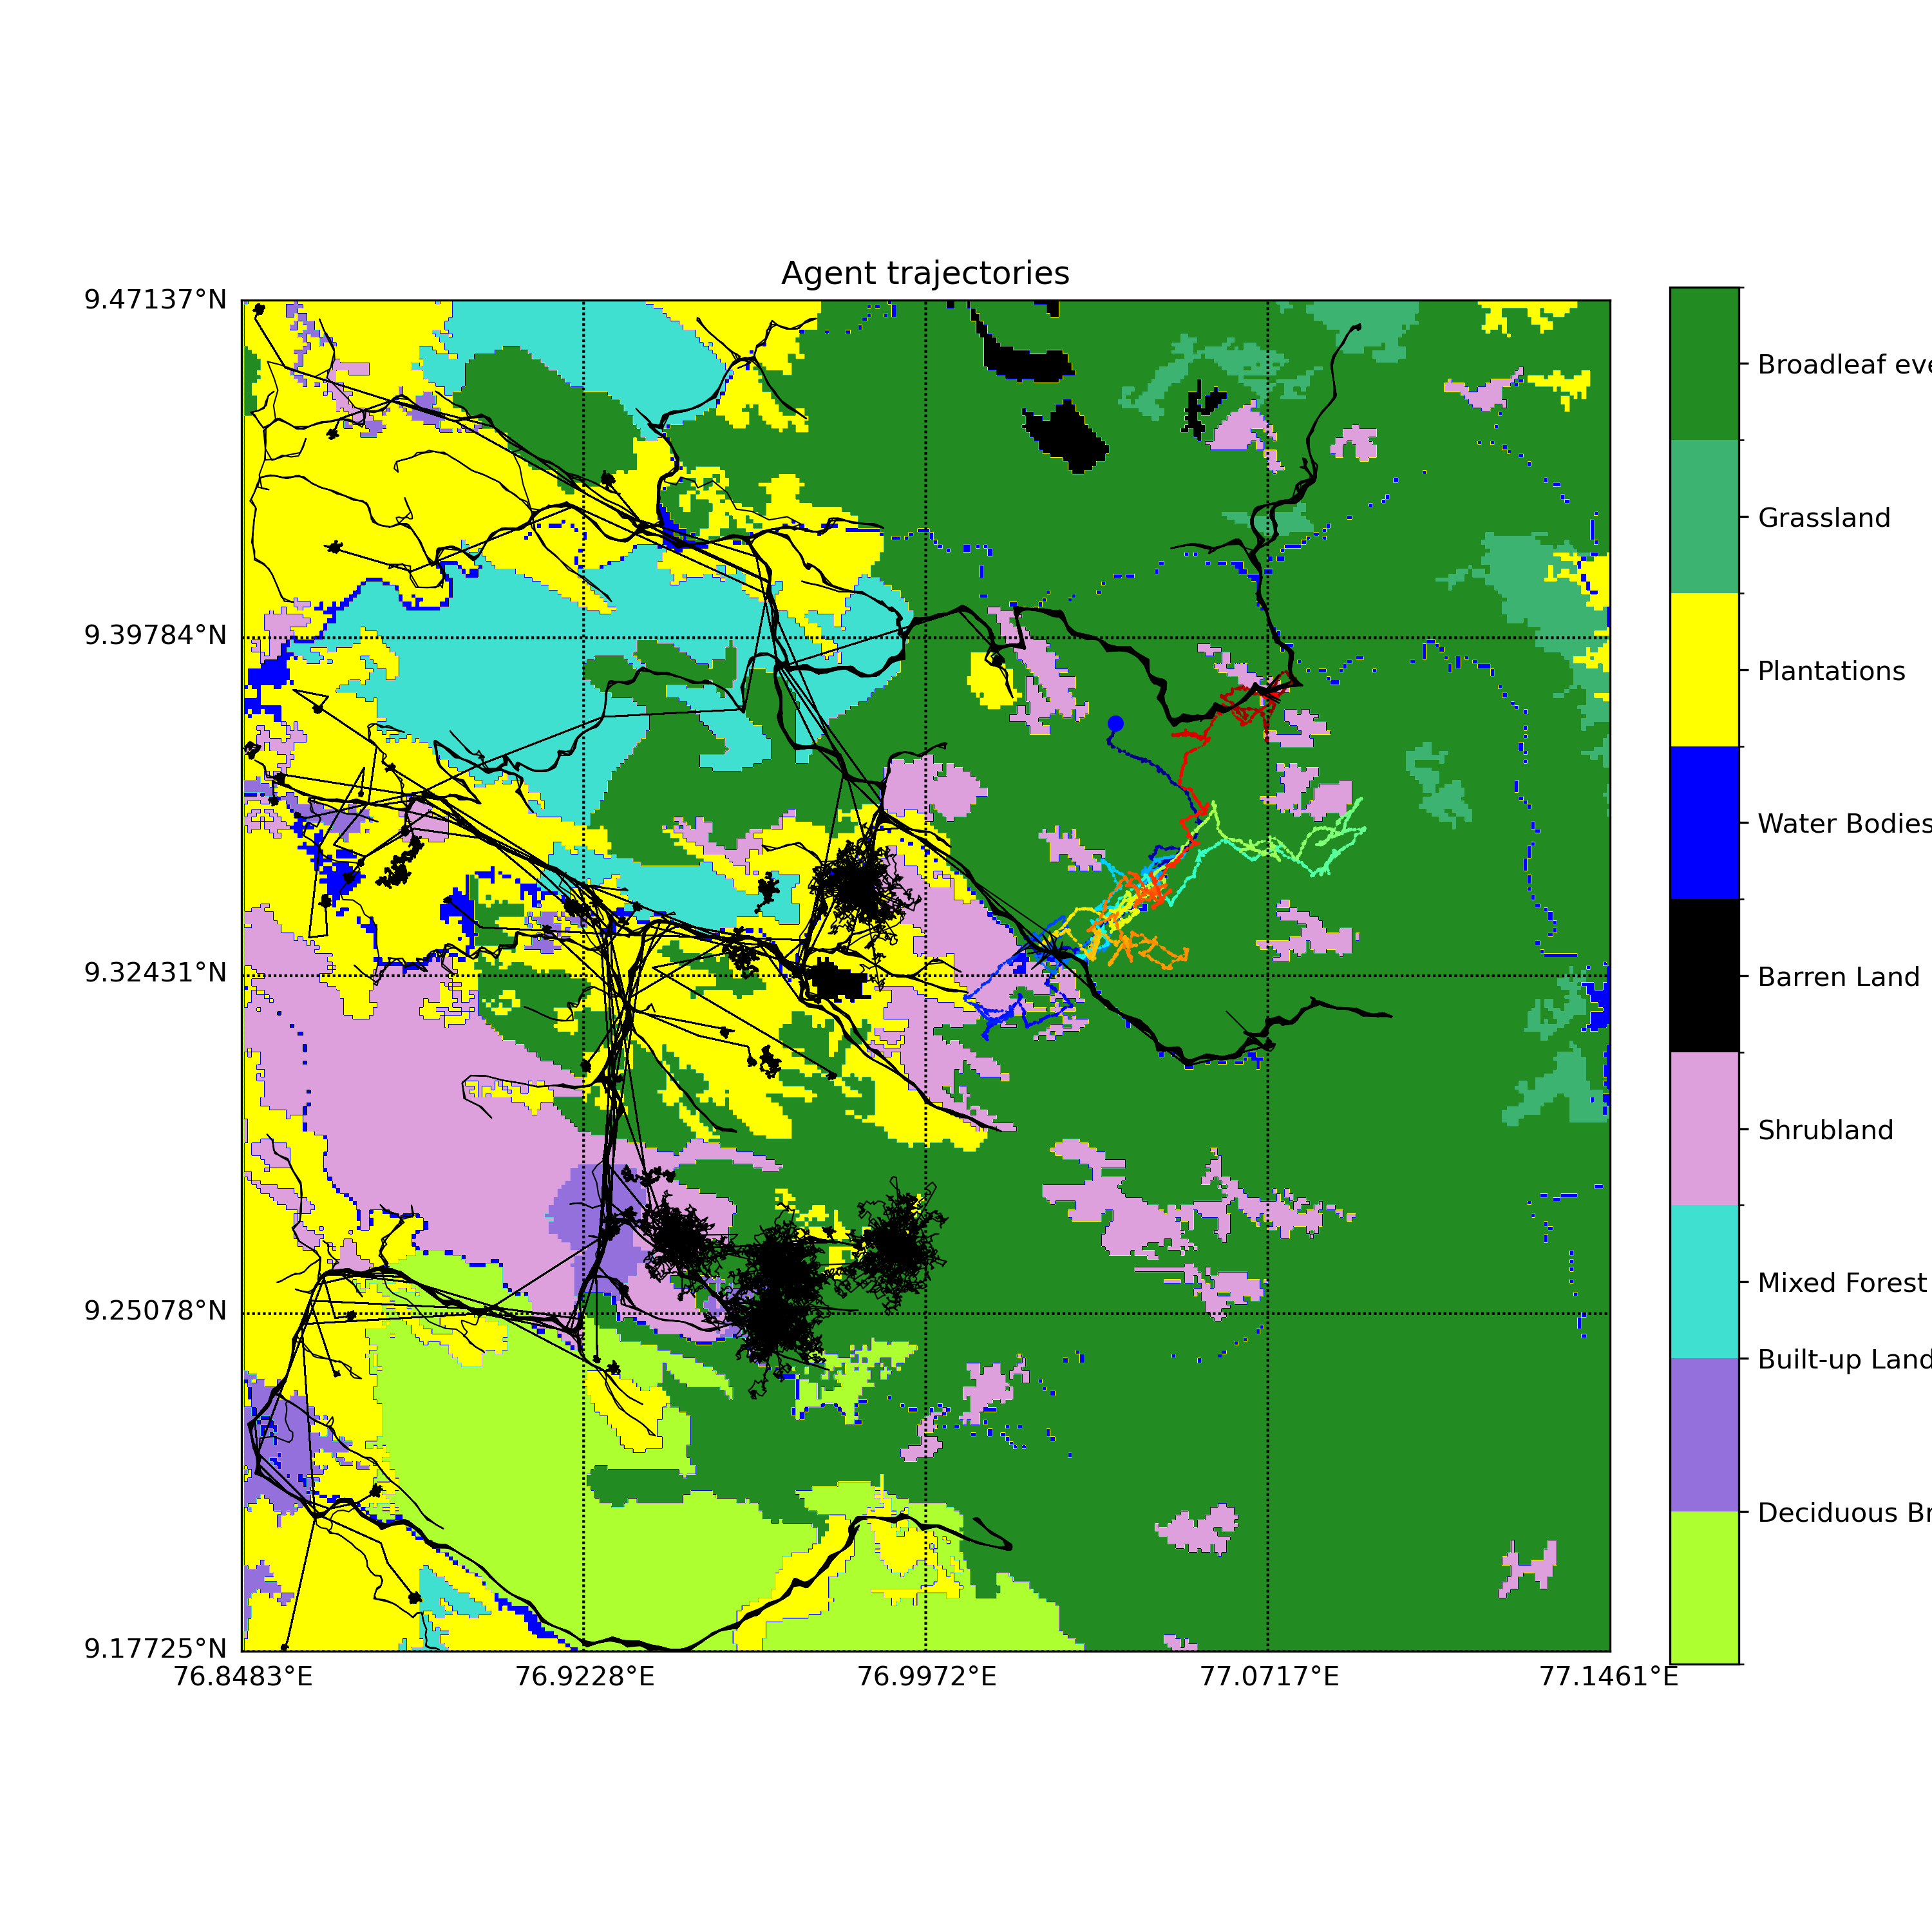 Agent trajectories
9.47137°N
9.39784°N
9.32431°N
9.25078°N
9.17725°N
76.8483°E
76.9228°E
76.9972°E
77.0717°E
77.1461°E
Broadleaf eve
Grassland
Plantations
Water Bodies
Barren Land
Shrubland
Mixed Forest
Built-up Land
Deciduous Br